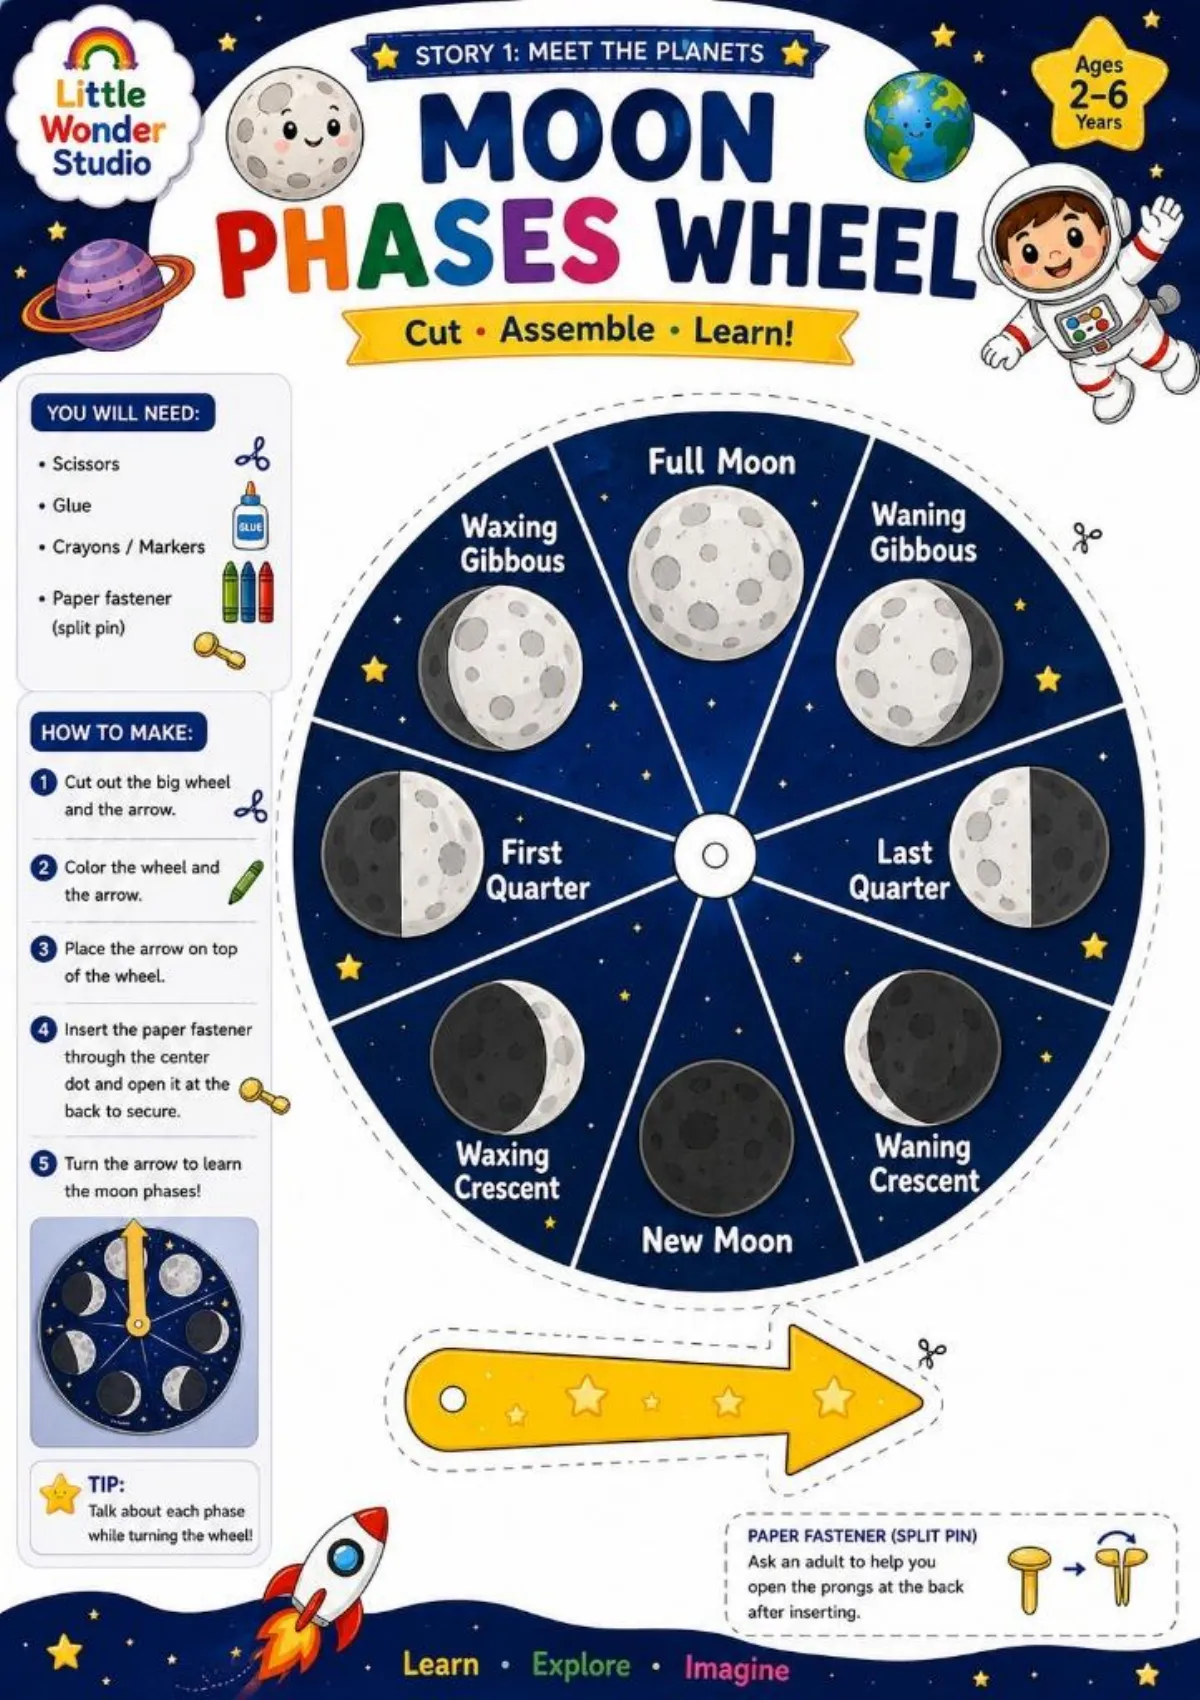 Little
Wonder
Studio
STORY 1: MEET THE PLANETS
Ages
2–6
Years
MOON
PHASES WHEEL
Cut • Assemble • Learn!
YOU WILL NEED:
• Scissors
• Glue
GLUE
• Crayons / Markers
• Paper fastener
(split pin)
HOW TO MAKE:
1 Cut out the big wheel
and the arrow.
2 Color the wheel and
the arrow.
3 Place the arrow on top
of the wheel.
4 Insert the paper fastener
through the center
dot and open it at the
back to secure.
5 Turn the arrow to learn
the moon phases!
TIP:
Talk about each phase
while turning the wheel!
Full Moon
Waning
Gibbous
Last
Quarter
Waning
Crescent
New Moon
Waxing
Crescent
First
Quarter
Waxing
Gibbous
PAPER FASTENER (SPLIT PIN)
Ask an adult to help you
open the prongs at the back
after inserting.
Learn • Explore • Imagine